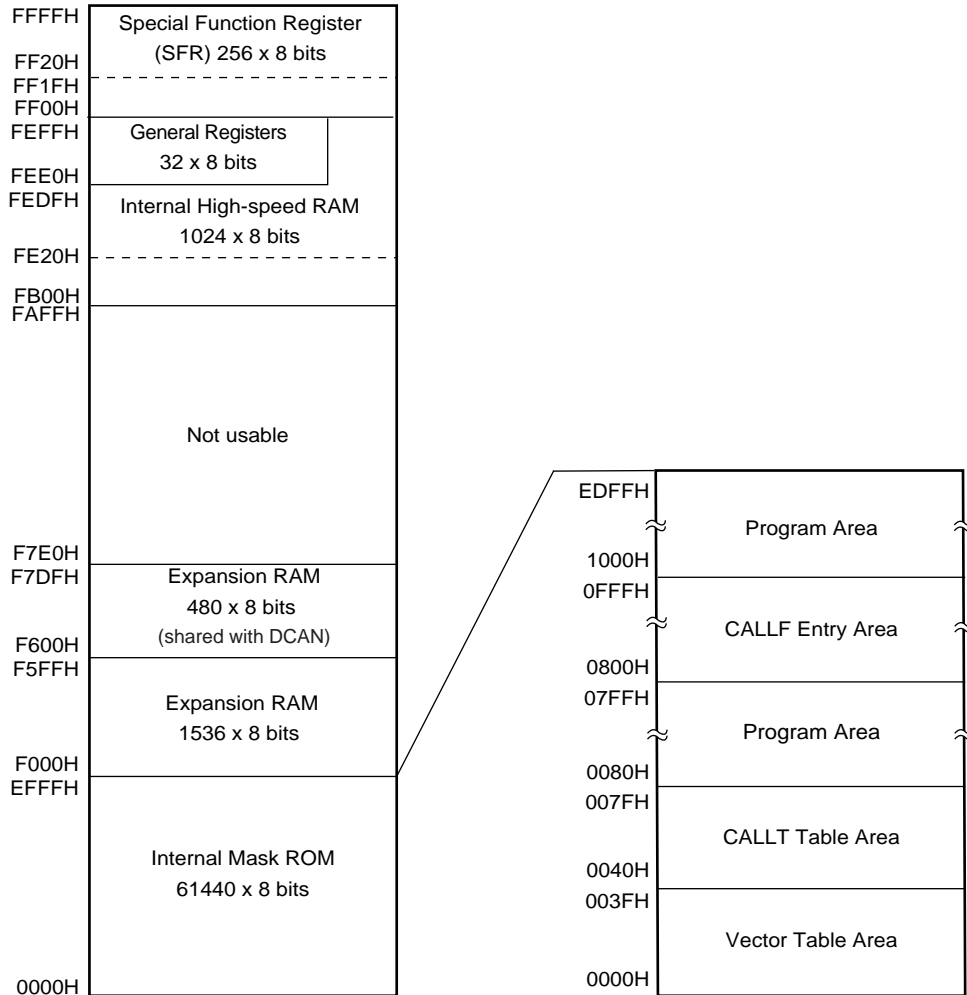 FFFFH
Special Function Register
(SFR) 256 x 8 bits
FF20H
FF1FH
FF00H
FEFFH
General Registers
32 x 8 bits
FEE0H
FEDFH
Internal High-speed RAM
1024 x 8 bits
FE20H
FB00H
FAFFH
Not usable
F7E0H
F7DFH
Expansion RAM
480 x 8 bits
(shared with DCAN)
F600H
F5FFH
Expansion RAM
1536 x 8 bits
F000H
EFFFH
Internal Mask ROM
61440 x 8 bits
0000H
EDFFH
Program Area
1000H
0FFFH
CALLF Entry Area
0800H
07FFH
Program Area
0080H
007FH
CALLT Table Area
0040H
003FH
Vector Table Area
0000H